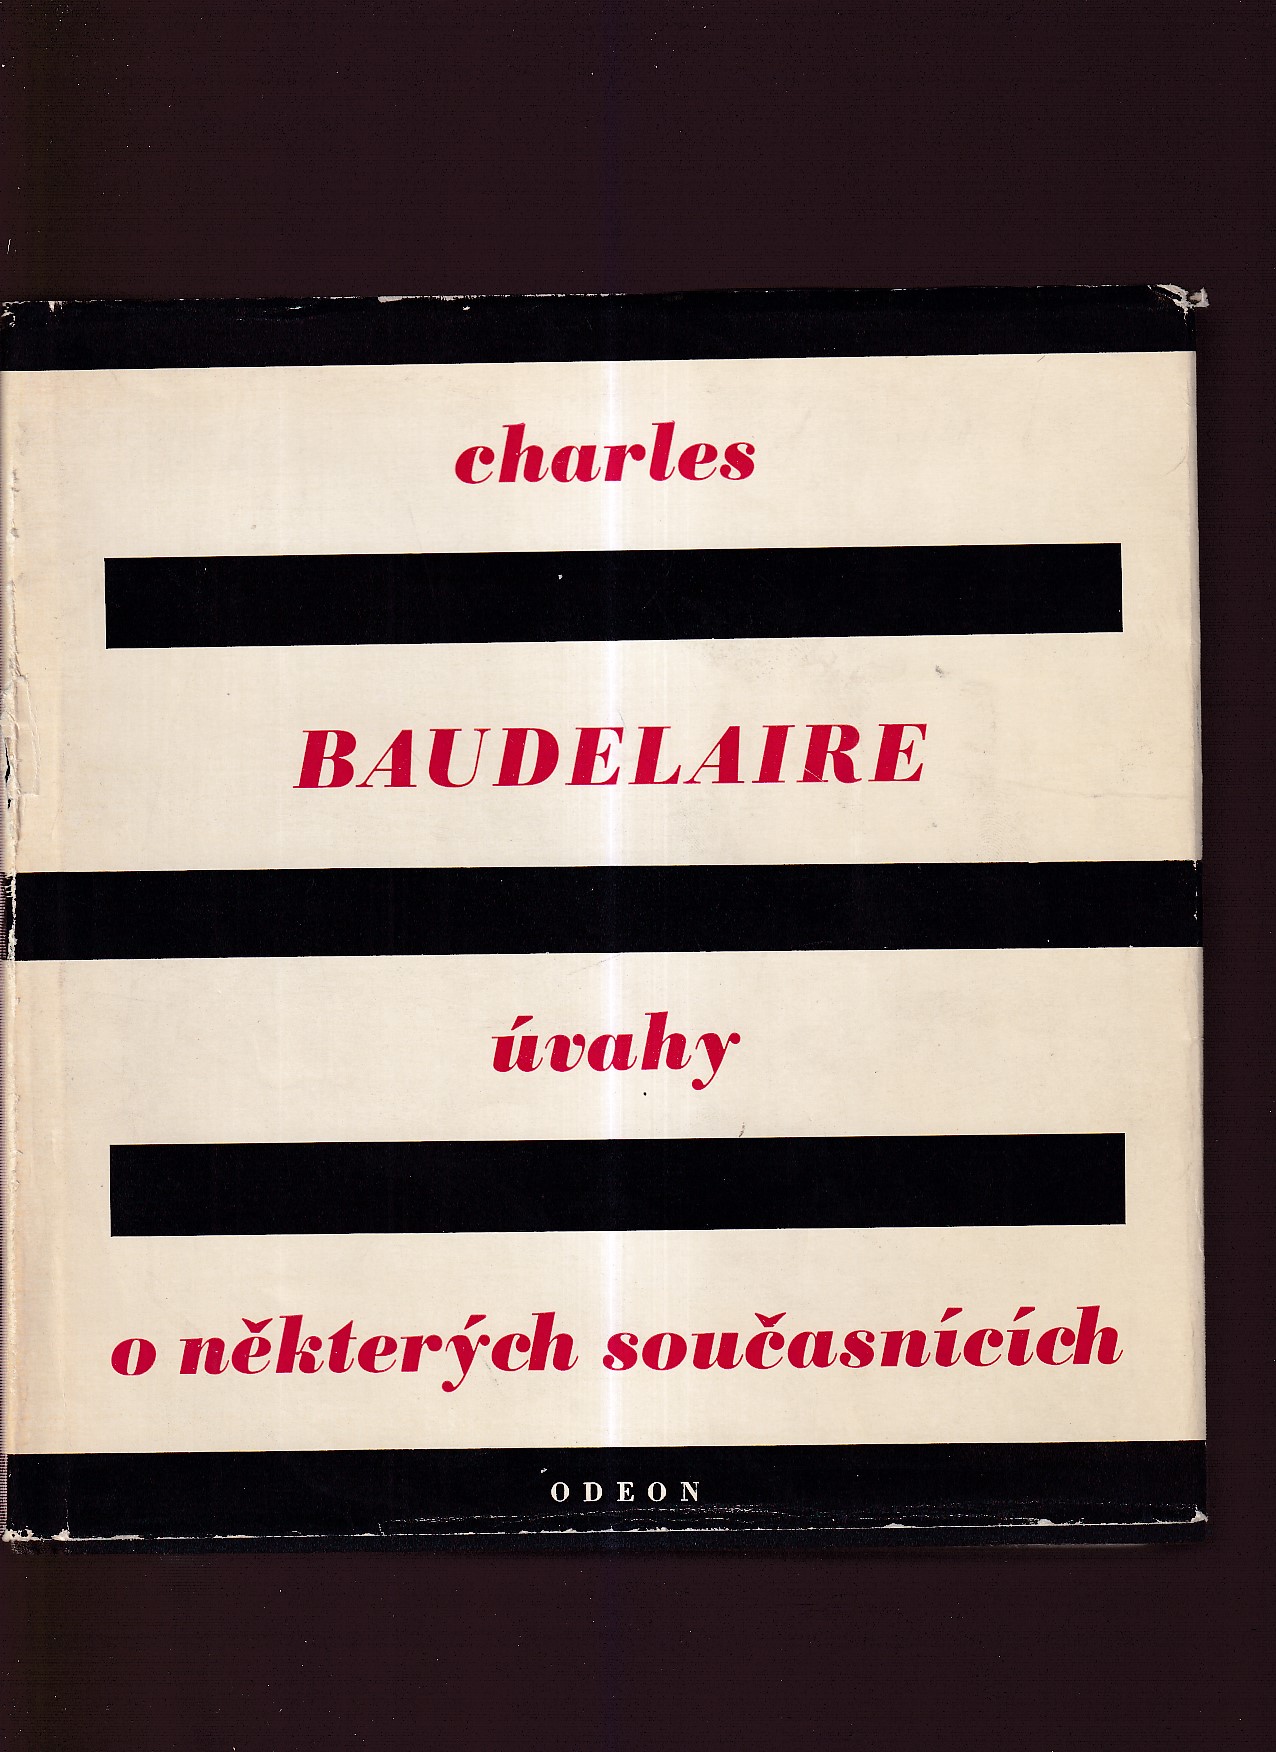 charles
BAUDELAIRE
úvahy
o některých současnících
ODEON